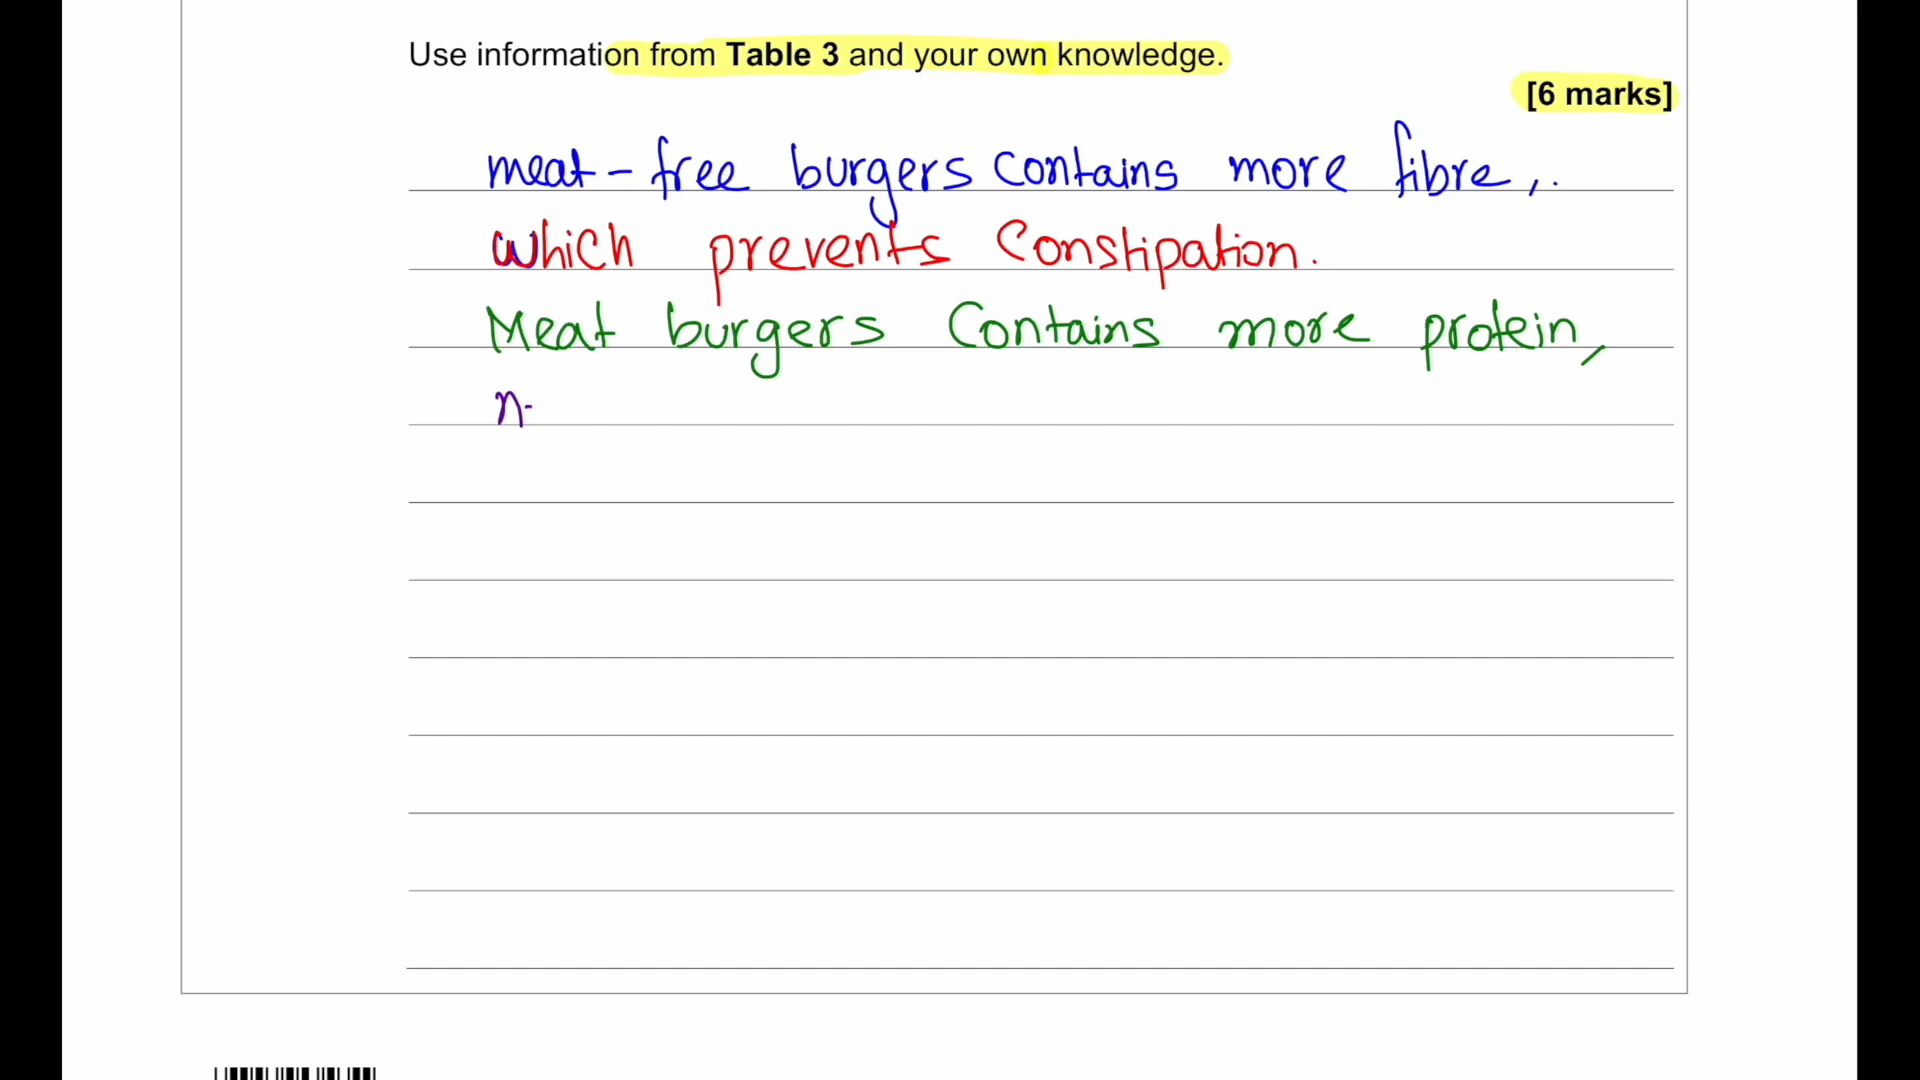 Use information from Table 3 and your own knowledge.
[6 marks]
meat-free burgers contains more fibre,.
which prevents Constipation.
Meat burgers Contains more protein,
n